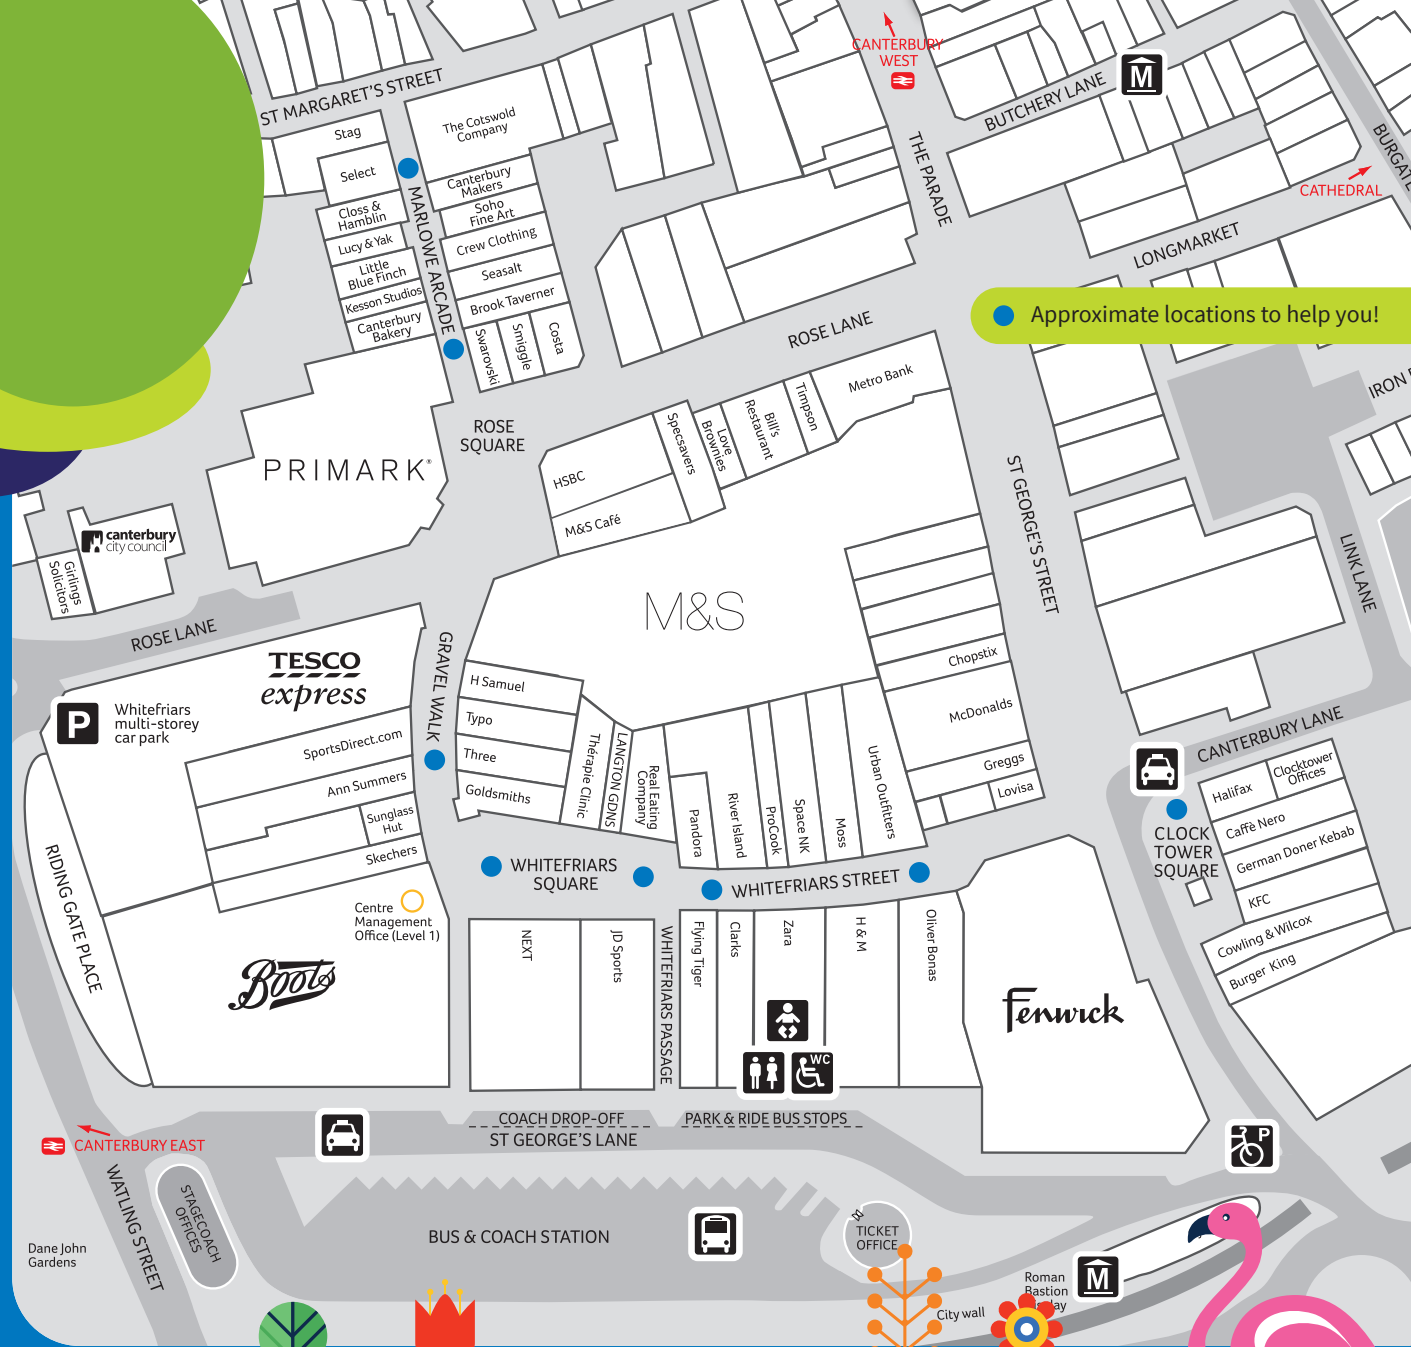 CANTERBURY
WEST
M
BUTCHERY LANE
ST MARGARET'S STREET
Stag
The Cotswold
Company
Select
Canterbury
Makers
Closs &
Hamblin
Soho
Fine Art
Lucy & Yak
Crew Clothing
Little
Blue Finch
Seasalt
Kesson Studios
Brook Taverner
Canterbury
Bakery
Swarovski
Smiggle
Costa
MARLOWE ARCADE
THE PARADE
BURGATE
CATHEDRAL
LONGMARKET
Approximate locations to help you!
ROSE LANE
IRON
Metro Bank
Timpson
Bill's
Restaurant
Love
Brownies
Specsavers
HSBC
M&S Café
ROSE
SQUARE
PRIMARK
canterbury
city council
Girlings
Solicitors
ROSE LANE
M&S
ST GEORGE'S STREET
LINK LANE
TESCO
express
P
Whitefriars
multi-storey
car park
GRAVEL WALK
H Samuel
Typo
Three
Goldsmiths
Thérapie Clinic
LANGTON GDNS
Real Eating
Company
Pandora
River Island
ProCook
Space NK
Moss
Urban Outfitters
Chopstix
McDonalds
Greggs
Lovisa
SportsDirect.com
Ann Summers
Sunglass
Hut
Skechers
CANTERBURY LANE
Halifax
Clocktower
Offices
Caffè Nero
German Doner Kebab
KFC
Cowling & Wilcox
Burger King
CLOCK
TOWER
SQUARE
RIDING GATE PLACE
Centre
Management
Office (Level 1)
Boots
WHITEFRIARS
SQUARE
WHITEFRIARS STREET
NEXT
JD Sports
WHITEFRIARS PASSAGE
Flying Tiger
Clarks
Zara
H & M
Oliver Bonas
Fenwick
WC
COACH DROP-OFF
PARK & RIDE BUS STOPS
ST GEORGE'S LANE
CANTERBURY EAST
WATLING STREET
STAGECOACH
OFFICES
Dane John
Gardens
BUS & COACH STATION
TICKET
OFFICE
P
M
Roman
Bastion
City wall